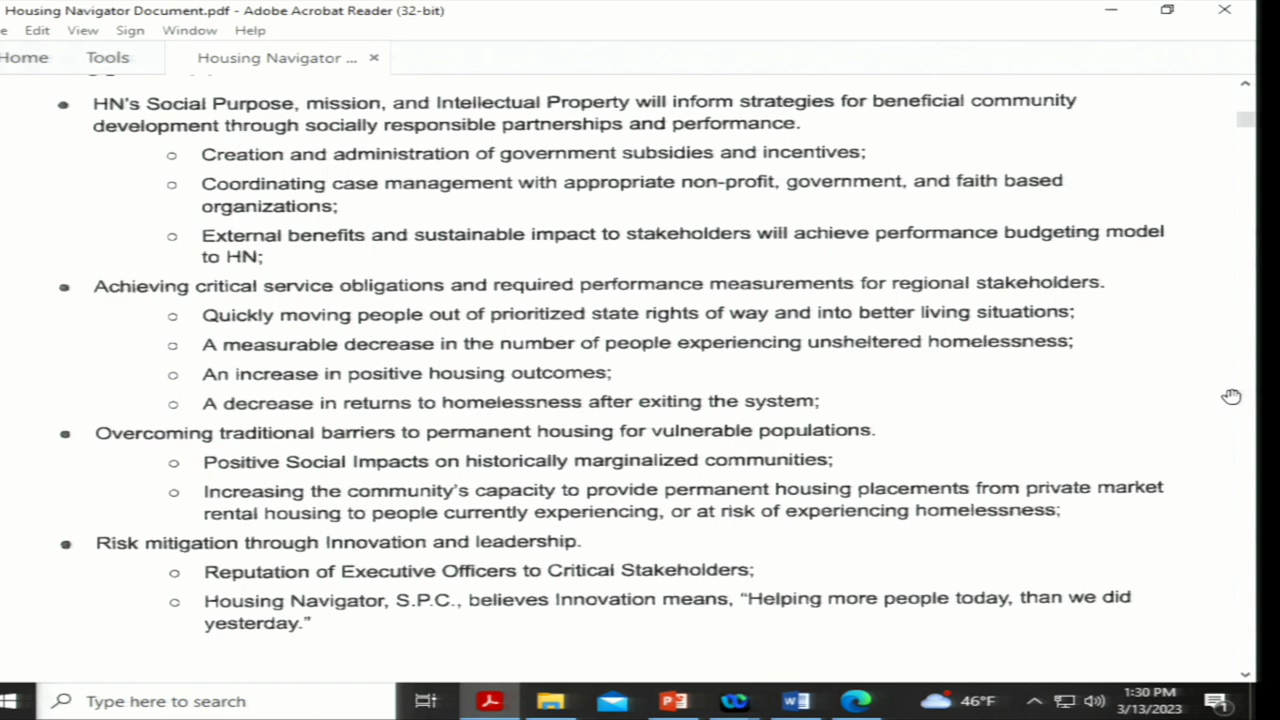 Housing Navigator Document.pdf - Adobe Acrobat Reader (32-bit)
e Edit View Sign Window Help
Home Tools Housing Navigator ... ×
• HN's Social Purpose, mission, and Intellectual Property will inform strategies for beneficial community
development through socially responsible partnerships and performance.
○ Creation and administration of government subsidies and incentives;
○ Coordinating case management with appropriate non-profit, government, and faith based
organizations;
○ External benefits and sustainable impact to stakeholders will achieve performance budgeting model
to HN;
• Achieving critical service obligations and required performance measurements for regional stakeholders.
○ Quickly moving people out of prioritized state rights of way and into better living situations;
○ A measurable decrease in the number of people experiencing unsheltered homelessness;
○ An increase in positive housing outcomes;
○ A decrease in returns to homelessness after exiting the system;
• Overcoming traditional barriers to permanent housing for vulnerable populations.
○ Positive Social Impacts on historically marginalized communities;
○ Increasing the community's capacity to provide permanent housing placements from private market
rental housing to people currently experiencing, or at risk of experiencing homelessness;
• Risk mitigation through Innovation and leadership.
○ Reputation of Executive Officers to Critical Stakeholders;
○ Housing Navigator, S.P.C., believes Innovation means, "Helping more people today, than we did
yesterday."
Type here to search
46°F
1:30 PM
3/13/2023
1